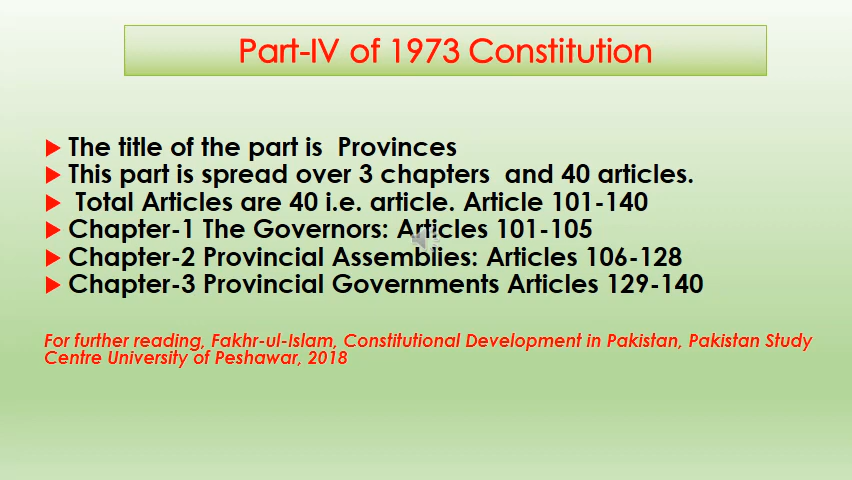 Part-IV of 1973 Constitution
The title of the part is Provinces
This part is spread over 3 chapters and 40 articles.
Total Articles are 40 i.e. article. Article 101-140
Chapter-1 The Governors: Articles 101-105
Chapter-2 Provincial Assemblies: Articles 106-128
Chapter-3 Provincial Governments Articles 129-140
For further reading, Fakhr-ul-Islam, Constitutional Development in Pakistan, Pakistan Study
Centre University of Peshawar, 2018